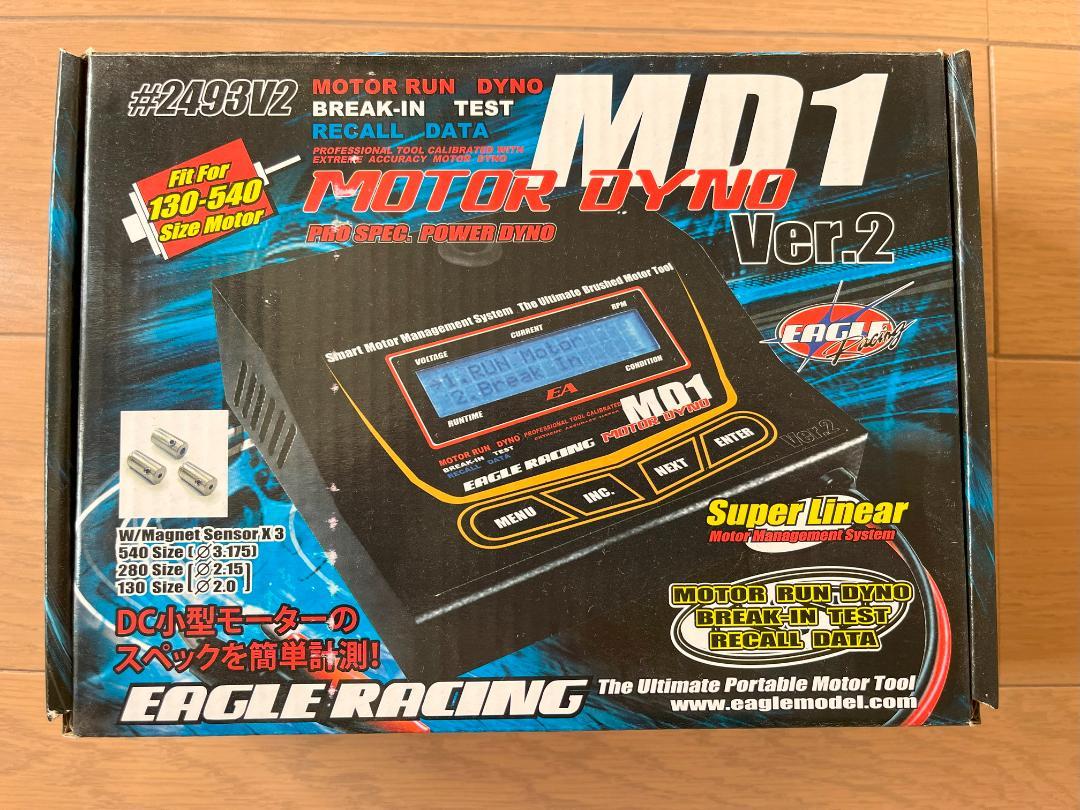 #2493V2
MOTOR RUN DYNO
BREAK-IN TEST
RECALL DATA
PROFESSIONAL TOOL CALIBRATED WITH
EXTREME ACCURACY MOTOR DYNO
MD1
MOTOR DYNO
PRO SPEC. POWER DYNO
Ver.2
Fit For
130-540
Size Motor
EAGLE
Racing
Smart Motor Management System The Ultimate Brushed Motor Tool
VOLTAGE
CURRENT
RPM
*1.RUN Motor
2.Break In
RUNTIME
EA
CONDITION
MOTOR RUN DYNO
BREAK-IN TEST
RECALL DATA
PROFESSIONAL TOOL CALIBRATED
EXTREME ACCURACY
MD1
EAGLE RACING MOTOR DYNO
MENU
INC.
NEXT
ENTER
Ver.2
W/Magnet Sensor X 3
540 Size (∅3.175)
280 Size [∅2.15]
130 Size [∅2.0]
Super Linear
Motor Management System
MOTOR RUN DYNO
BREAK-IN TEST
RECALL DATA
DC小型モーターの
スペックを簡単計測!
EAGLE RACING
The Ultimate Portable Motor Tool
www.eaglemodel.com